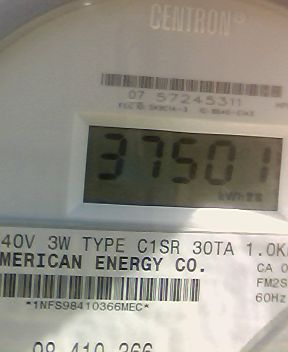 CENTRON®
07 57245311
37501
kWh
40V 3W TYPE C1SR 30TA 1.0K
MERICAN ENERGY CO. CA 0
FM2S
*1NFS98410366MEC* 60Hz
98 410 366